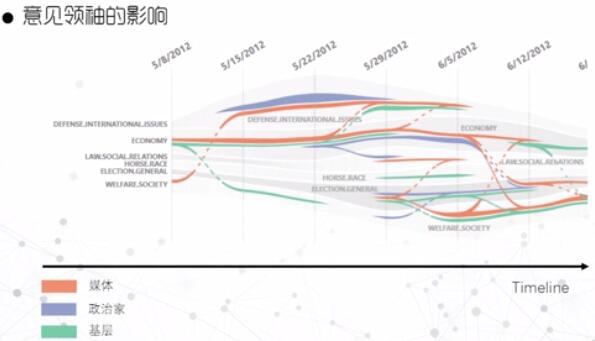 ● 意见领袖的影响
5/8/2012
5/15/2012
5/22/2012
5/29/2012
6/5/2012
6/12/2012
6/
DEFENSE.INTERNATIONAL.ISSUES
DEFENSE.INTERNATIONAL.ISSUES
ECONOMY
ECONOMY
LAW.SOCIAL.RELATIONS
LAW.SOCIAL.RELATIONS
HORSE.RACE
ELECTION.GENERAL
HORSE.RACE
WELFARE.SOCIETY
ELECTION.GENERAL
WELFARE.SOCIETY
Timeline
媒体
政治家
基层